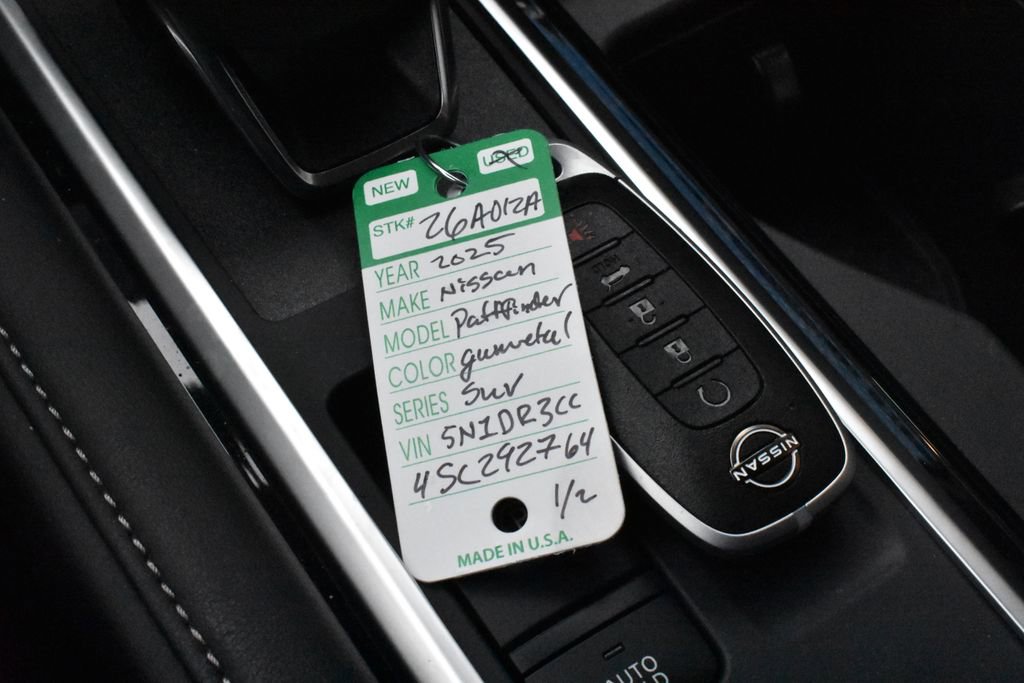 NEW USED
STK# 26A012A
YEAR 2025
MAKE Nissan
MODEL Pathfinder
COLOR gunmetal
SERIES SUV
VIN 5N1DR3CC
4SC292764
1/2
MADE IN U.S.A.
HOLD
NISSAN
AUTO